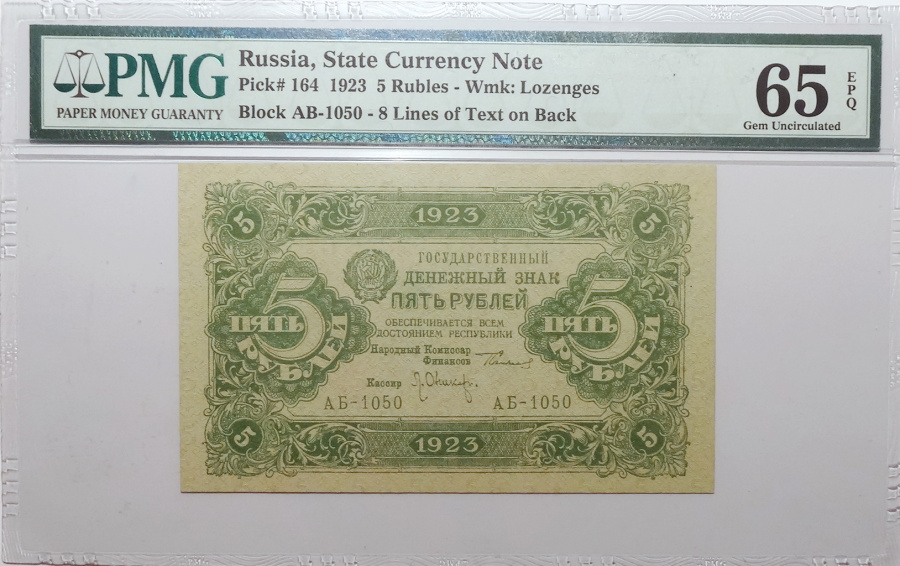 PMG
PAPER MONEY GUARANTY
Russia, State Currency Note
Pick# 164 1923 5 Rubles - Wmk: Lozenges
Block AB-1050 - 8 Lines of Text on Back
65 EPQ
Gem Uncirculated
5 1923 5
ГОСУДАРСТВЕННЫЙ
ДЕНЕЖНЫЙ ЗНАК
ПЯТЬ РУБЛЕЙ
5 ПЯТЬ РУБЛЕЙ
5 ПЯТЬ РУБЛЕЙ
ОБЕСПЕЧИВАЕТСЯ ВСЕМ
ДОСТОЯНИЕМ РЕСПУБЛИКИ
Народный Комиссар
Финансов
Кассир
АБ-1050 АБ-1050
5 1923 5